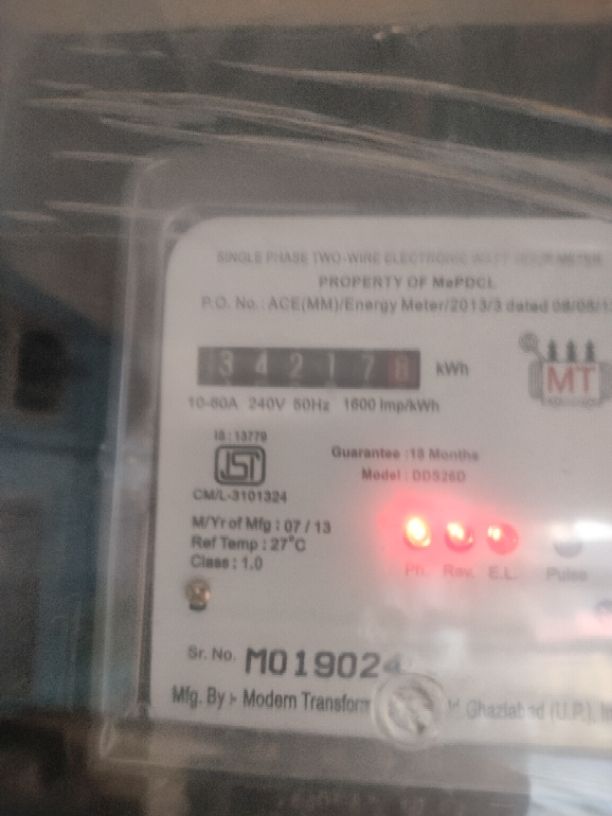 SINGLE PHASE TWO-WIRE ELECTRONIC WATT HOUR METER
PROPERTY OF MePDCL
P.O. No.: ACE(MM)/Energy Meter/2013/3 dated 08/05/1
342178 kWh
MT
10-60A 240V 50Hz 1600 Imp/kWh
IS : 13779
ISI
CM/L-3101324
Guarantee :18 Months
Model : DDS26D
M/Yr of Mfg : 07 / 13
Ref Temp : 27°C
Class : 1.0
Ph. Rev. E.L. Pulse
Sr. No. M019024
Mfg. By :- Modern Transform
Ghaziabad (U.P.), In